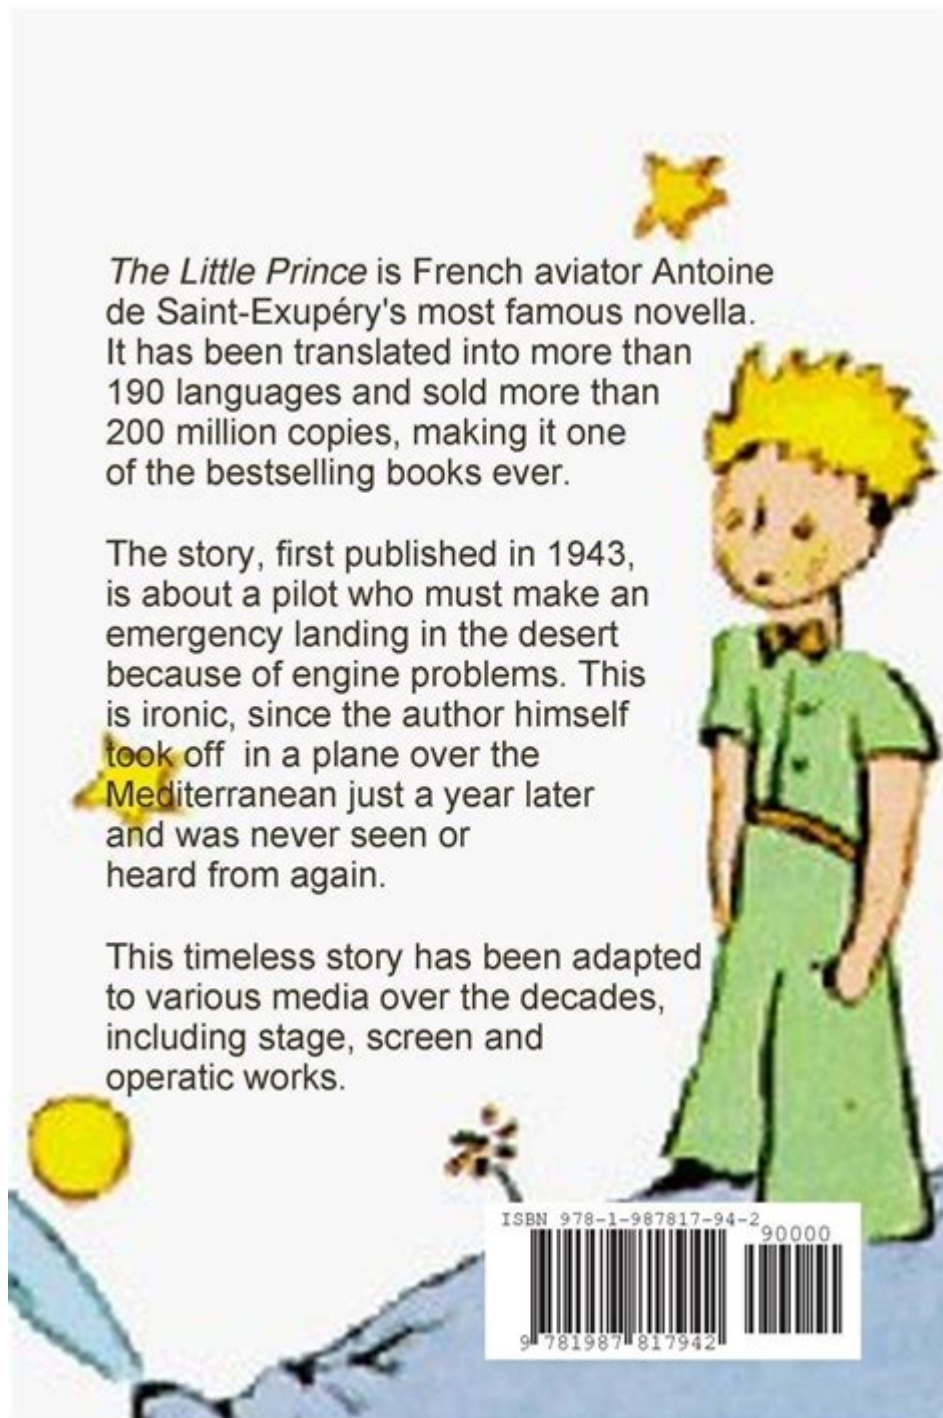 The Little Prince is French aviator Antoine
de Saint-Exupéry's most famous novella.
It has been translated into more than
190 languages and sold more than
200 million copies, making it one
of the bestselling books ever.
The story, first published in 1943,
is about a pilot who must make an
emergency landing in the desert
because of engine problems. This
is ironic, since the author himself
took off  in a plane over the
Mediterranean just a year later
and was never seen or
heard from again.
This timeless story has been adapted
to various media over the decades,
including stage, screen and
operatic works.
ISBN 978-1-987817-94-2
90000
9 781987 817942